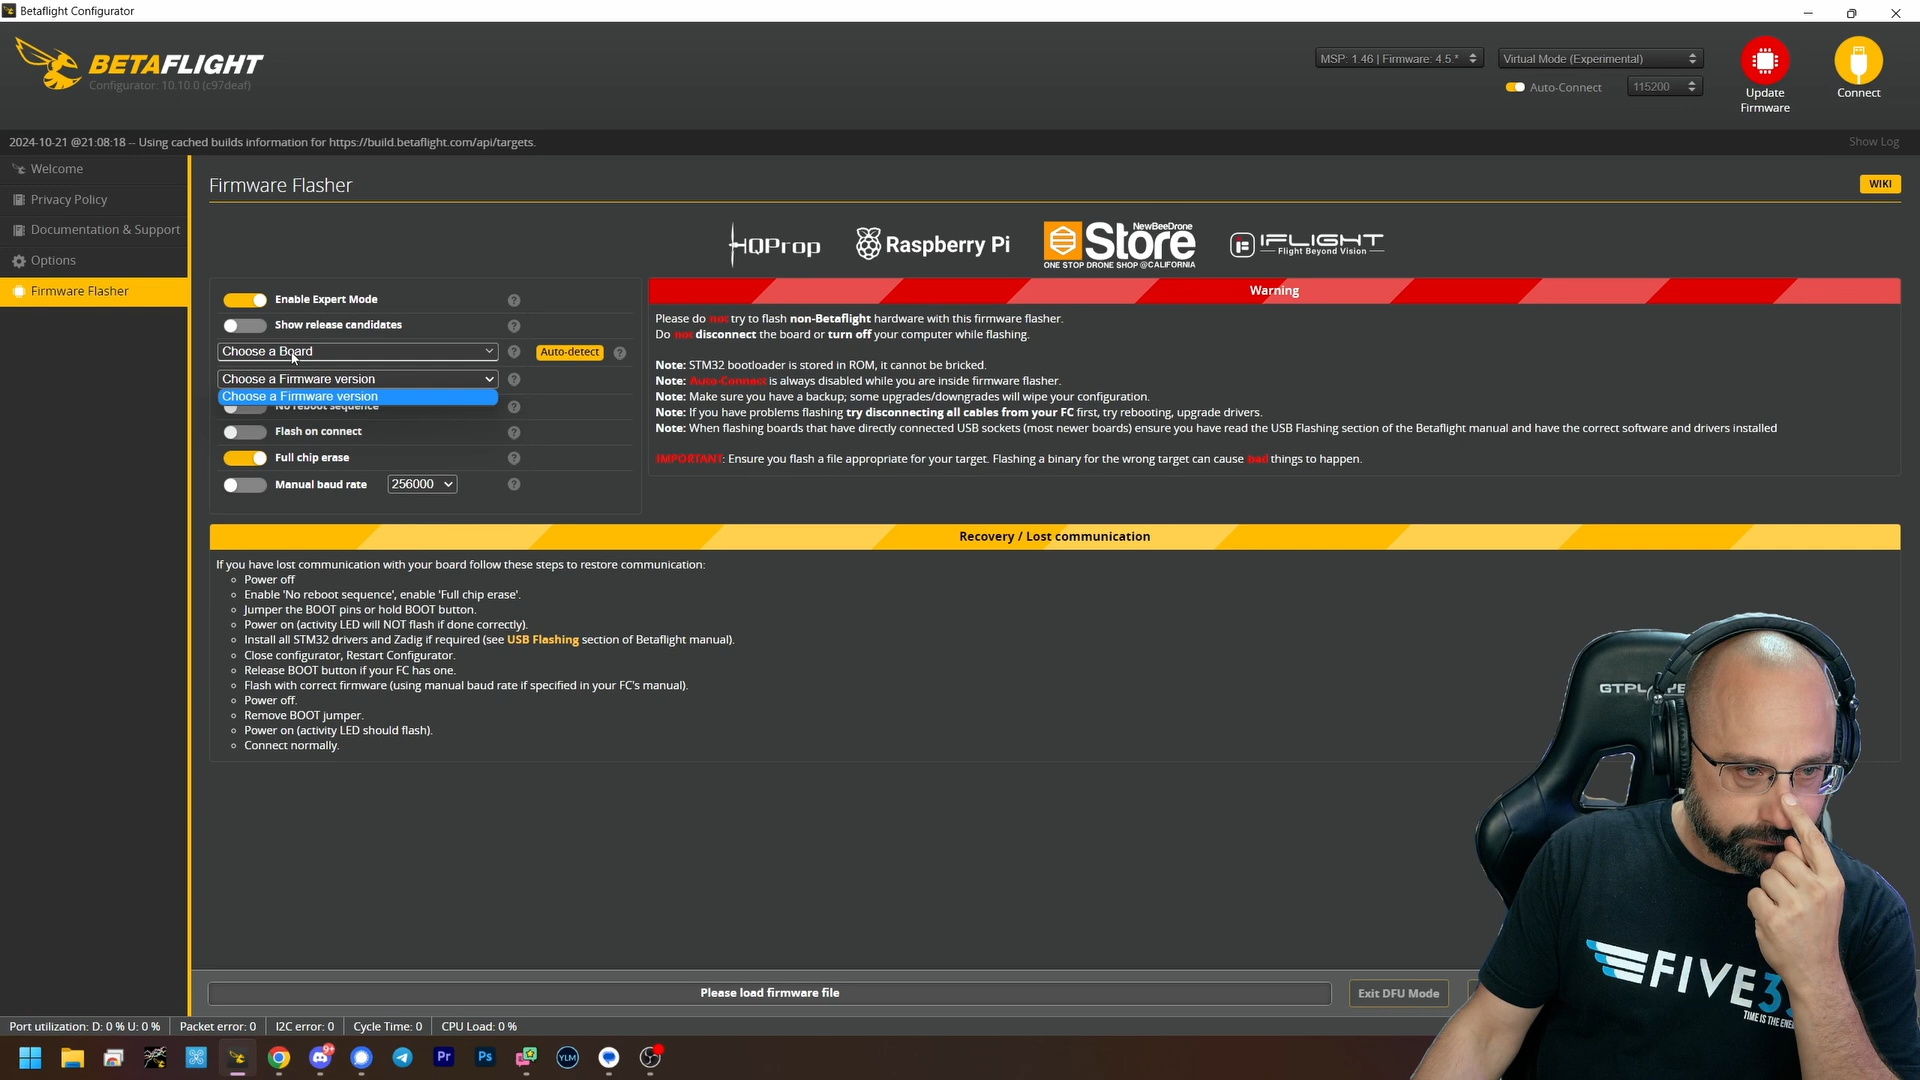 Betaflight Configurator
BETAFLIGHT
Configurator: 10.10.0 (c97deaf)
MSP: 1.46 | Firmware: 4.5.*
Virtual Mode (Experimental)
Auto-Connect
115200
Update
Firmware
Connect
2024-10-21 @21:08:18 -- Using cached builds information for https://build.betaflight.com/api/targets.
Show Log
Welcome
Privacy Policy
Documentation & Support
Options
Firmware Flasher
Firmware Flasher
WIKI
HQProp
Raspberry Pi
NewBeeDrone
Store
ONE STOP DRONE SHOP @CALIFORNIA
IFLIGHT
Flight Beyond Vision
Enable Expert Mode
Show release candidates
Choose a Board
Auto-detect
Choose a Firmware version
Choose a Firmware version
No reboot sequence
Flash on connect
Full chip erase
Manual baud rate
256000
Warning
Please do not try to flash non-Betaflight hardware with this firmware flasher.
Do not disconnect the board or turn off your computer while flashing.
Note: STM32 bootloader is stored in ROM, it cannot be bricked.
Note: Auto-Connect is always disabled while you are inside firmware flasher.
Note: Make sure you have a backup; some upgrades/downgrades will wipe your configuration.
Note: If you have problems flashing try disconnecting all cables from your FC first, try rebooting, upgrade drivers.
Note: When flashing boards that have directly connected USB sockets (most newer boards) ensure you have read the USB Flashing section of the Betaflight manual and have the correct software and drivers installed
IMPORTANT: Ensure you flash a file appropriate for your target. Flashing a binary for the wrong target can cause bad things to happen.
Recovery / Lost communication
If you have lost communication with your board follow these steps to restore communication:
Power off
Enable 'No reboot sequence', enable 'Full chip erase'.
Jumper the BOOT pins or hold BOOT button.
Power on (activity LED will NOT flash if done correctly).
Install all STM32 drivers and Zadig if required (see USB Flashing section of Betaflight manual).
Close configurator, Restart Configurator.
Release BOOT button if your FC has one.
Flash with correct firmware (using manual baud rate if specified in your FC's manual).
Power off.
Remove BOOT jumper.
Power on (activity LED should flash).
Connect normally.
Please load firmware file
Exit DFU Mode
Port utilization: D: 0 % U: 0 %
Packet error: 0
I2C error: 0
Cycle Time: 0
CPU Load: 0 %
9+
Pr
Ps
YLM
GTPLAYE
FIVE3
TIME IS THE ENE